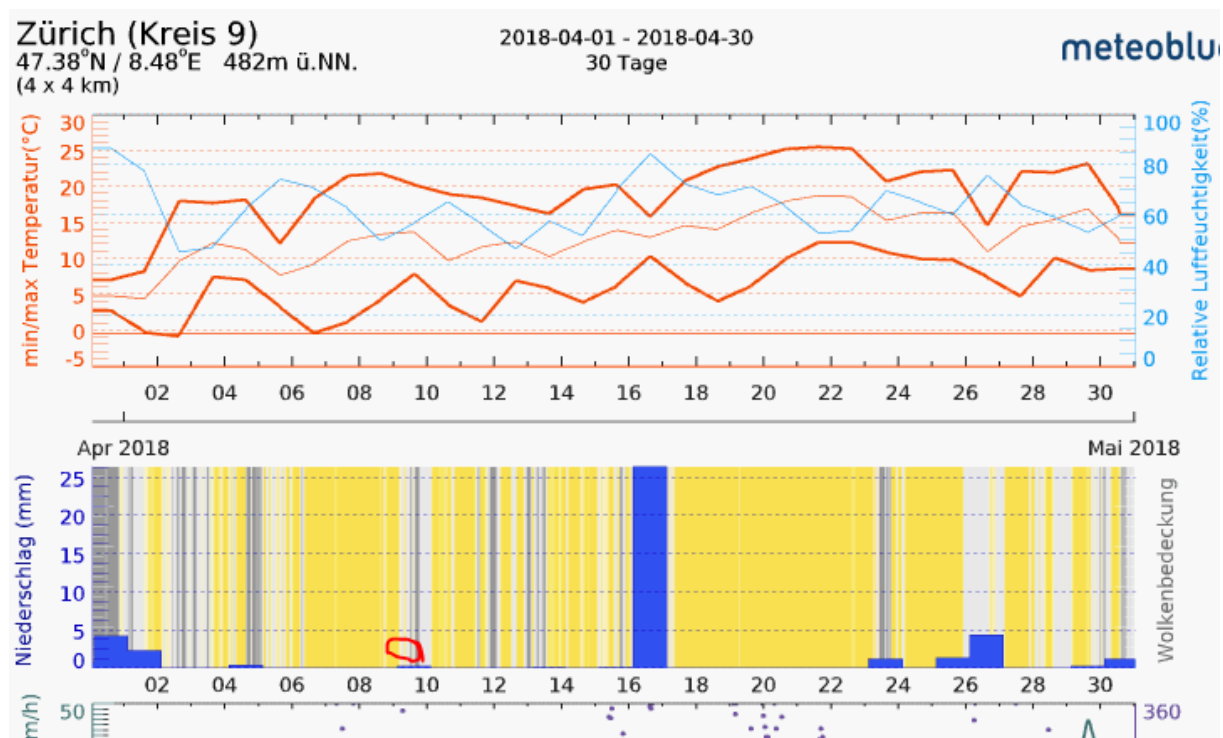 Zürich (Kreis 9)
47.38°N / 8.48°E 482m ü.NN.
(4 x 4 km)
2018-04-01 - 2018-04-30
30 Tage
meteoblue
min/max Temperatur(°C)
30
25
20
15
10
5
0
-5
100
80
60
40
20
0
Relative Luftfeuchtigkeit(%)
02 04 06 08 10 12 14 16 18 20 22 24 26 28 30
Apr 2018 Mai 2018
Niederschlag (mm)
25
20
15
10
5
0
Wolkenbedeckung
02 04 06 08 10 12 14 16 18 20 22 24 26 28 30
m/h)
50 360